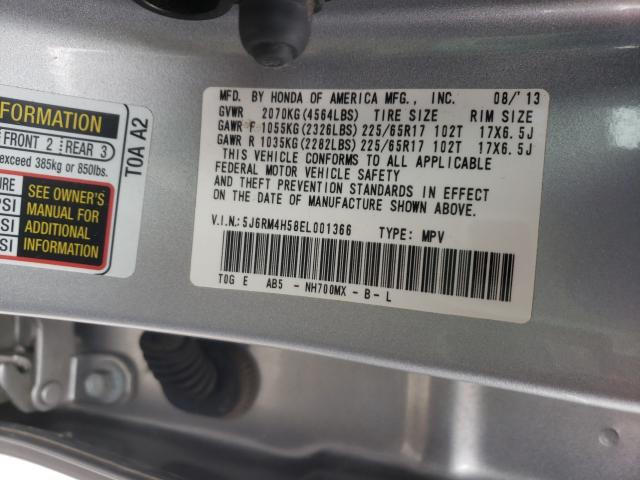 FORMATION
FRONT 2 REAR 3
exceed 385kg or 850lbs.
SEE OWNER'S
MANUAL FOR
ADDITIONAL
INFORMATION
TOA A2
MFD. BY HONDA OF AMERICA MFG., INC. 08/'13
GVWR 2070KG(4564LBS) TIRE SIZE RIM SIZE
GAWR F 1055KG(2326LBS) 225/65R17 102T 17X6.5J
GAWR R 1035KG(2282LBS) 225/65R17 102T 17X6.5J
THIS VEHICLE CONFORMS TO ALL APPLICABLE
FEDERAL MOTOR VEHICLE SAFETY
AND THEFT PREVENTION STANDARDS IN EFFECT
ON THE DATE OF MANUFACTURE SHOWN ABOVE.
V.I.N.: 5J6RM4H58EL001366 TYPE: MPV
T0G E AB5 - NH700MX - B - L